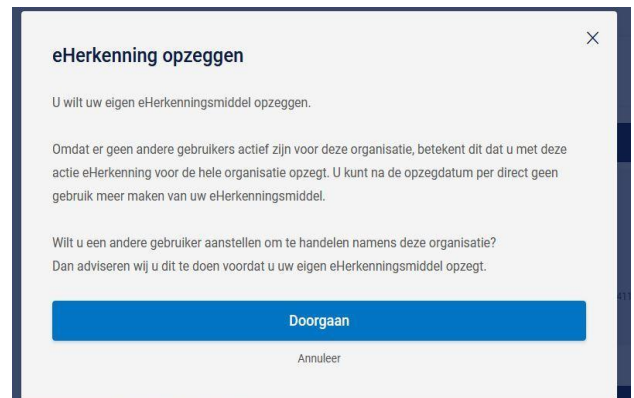 eHerkenning opzeggen
U wilt uw eigen eHerkenningsmiddel opzeggen.
Omdat er geen andere gebruikers actief zijn voor deze organisatie, betekent dit dat u met deze
actie eHerkenning voor de hele organisatie opzegt. U kunt na de opzegdatum per direct geen
gebruik meer maken van uw eHerkenningsmiddel.
Wilt u een andere gebruiker aanstellen om te handelen namens deze organisatie?
Dan adviseren wij u dit te doen voordat u uw eigen eHerkenningsmiddel opzegt.
411
Doorgaan
Annuleer